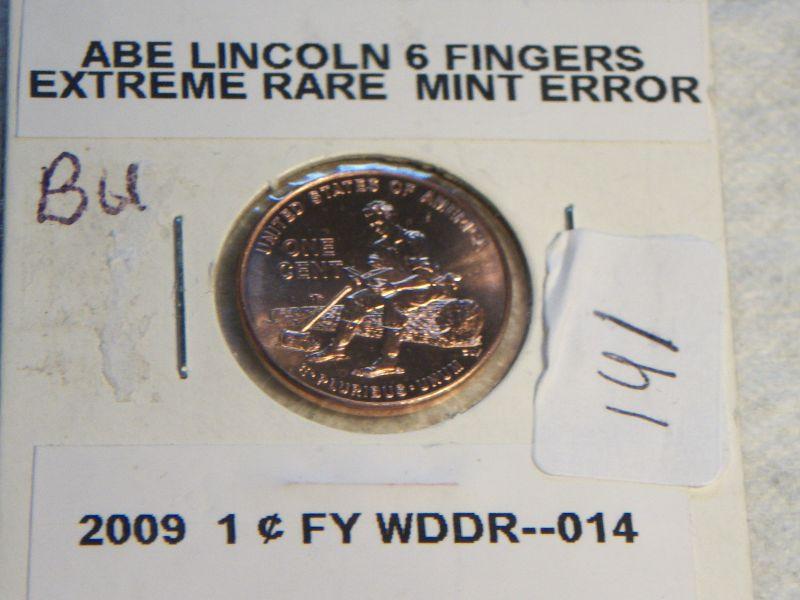 ABE LINCOLN 6 FINGERS
EXTREME RARE MINT ERROR
BU
UNITED STATES OF AMERICA
ONE
CENT
E·PLURIBUS·UNUM
141
2009 1 ¢ FY WDDR--014